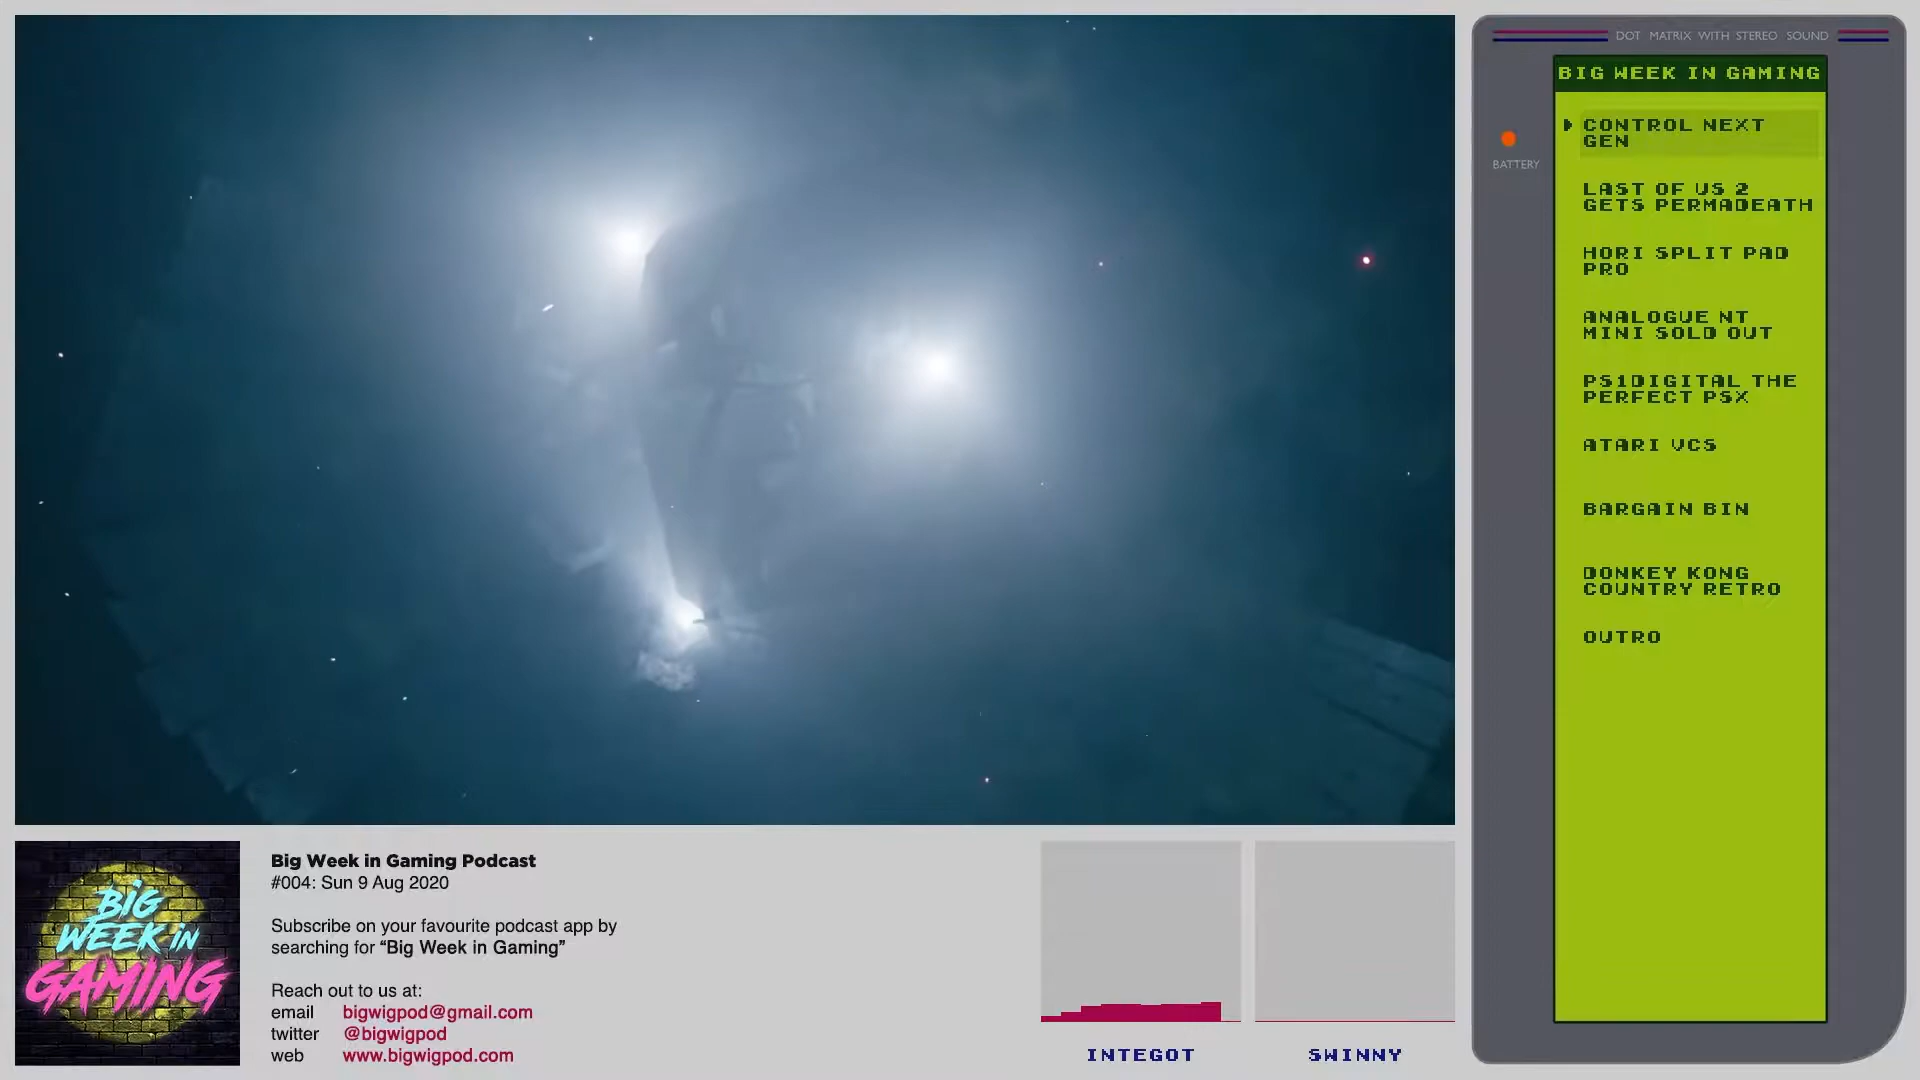 DOT MATRIX WITH STEREO SOUND
BIG WEEK IN GAMING
BATTERY
CONTROL NEXT
GEN
LAST OF US 2
GETS PERMADEATH
HORI SPLIT PAD
PRO
ANALOGUE NT
MINI SOLD OUT
PS1DIGITAL THE
PERFECT PSX
ATARI VCS
BARGAIN BIN
DONKEY KONG
COUNTRY RETRO
OUTRO
BIG
WEEK IN
GAMING
Big Week in Gaming Podcast
#004: Sun 9 Aug 2020
Subscribe on your favourite podcast app by
searching for “Big Week in Gaming”
Reach out to us at:
email bigwigpod@gmail.com
twitter @bigwigpod
web www.bigwigpod.com
INTEGOT
SWINNY